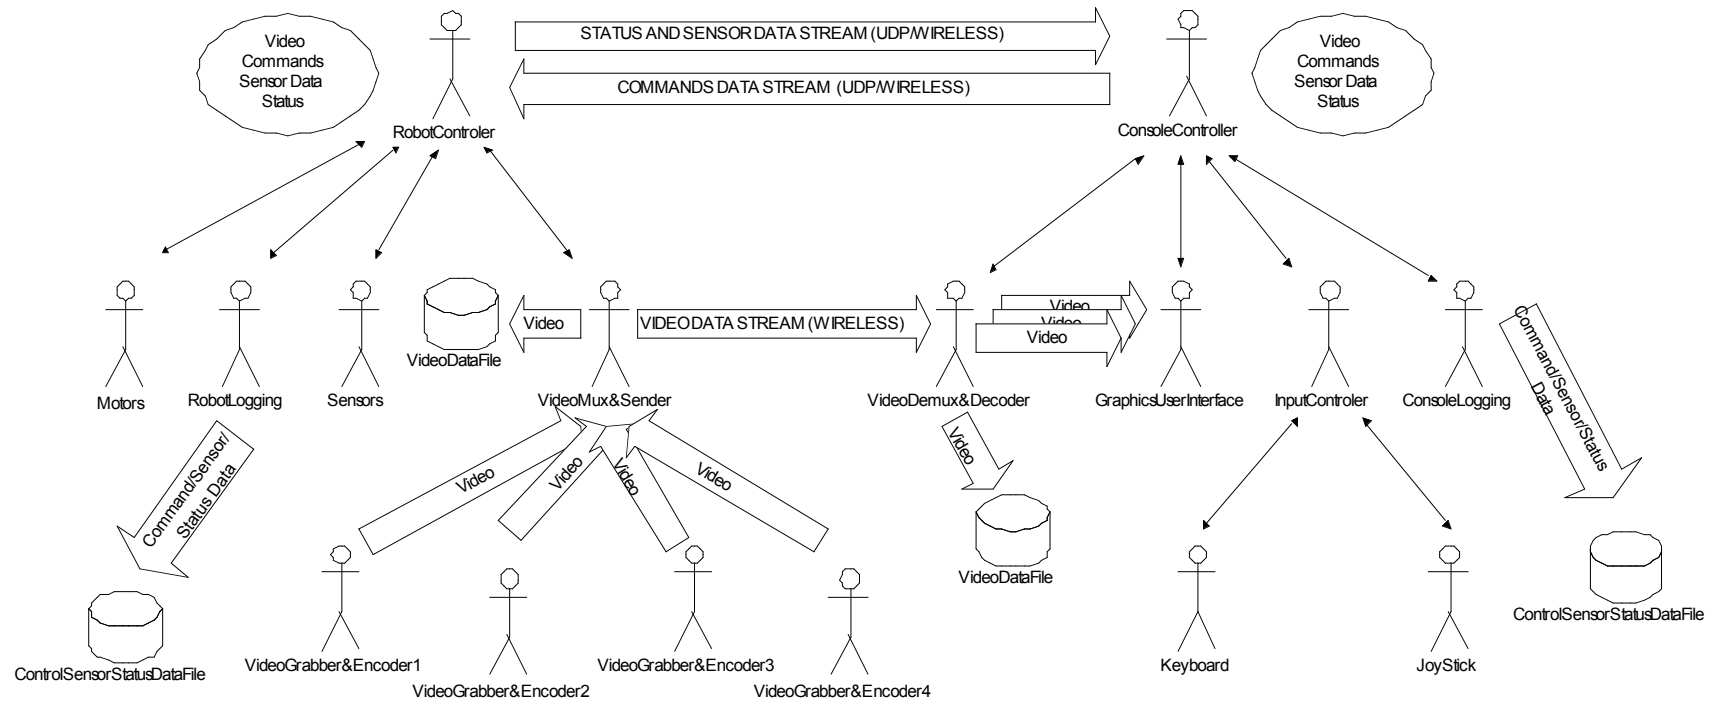 STATUS AND SENSOR DATA STREAM (UDP/WIRELESS)
Video
Commands
Sensor Data
Status
Video
Commands
Sensor Data
Status
COMMANDS DATA STREAM (UDP/WIRELESS)
RobotControler
ConsoleController
Video
VIDEO DATA STREAM (WIRELESS)
Video
Video
Video
VideoDataFile
Motors
RobotLogging
Sensors
VideoMux&Sender
VideoDemux&Decoder
GraphicsUserInterface
InputControler
ConsoleLogging
Command/Sensor/Status
Data
Command/Sensor/
Status Data
Video
Video
Video
Video
Video
VideoDataFile
ControlSensorStatusDataFile
ControlSensorStatusDataFile
VideoGrabber&Encoder1
VideoGrabber&Encoder2
VideoGrabber&Encoder3
VideoGrabber&Encoder4
Keyboard
JoyStick